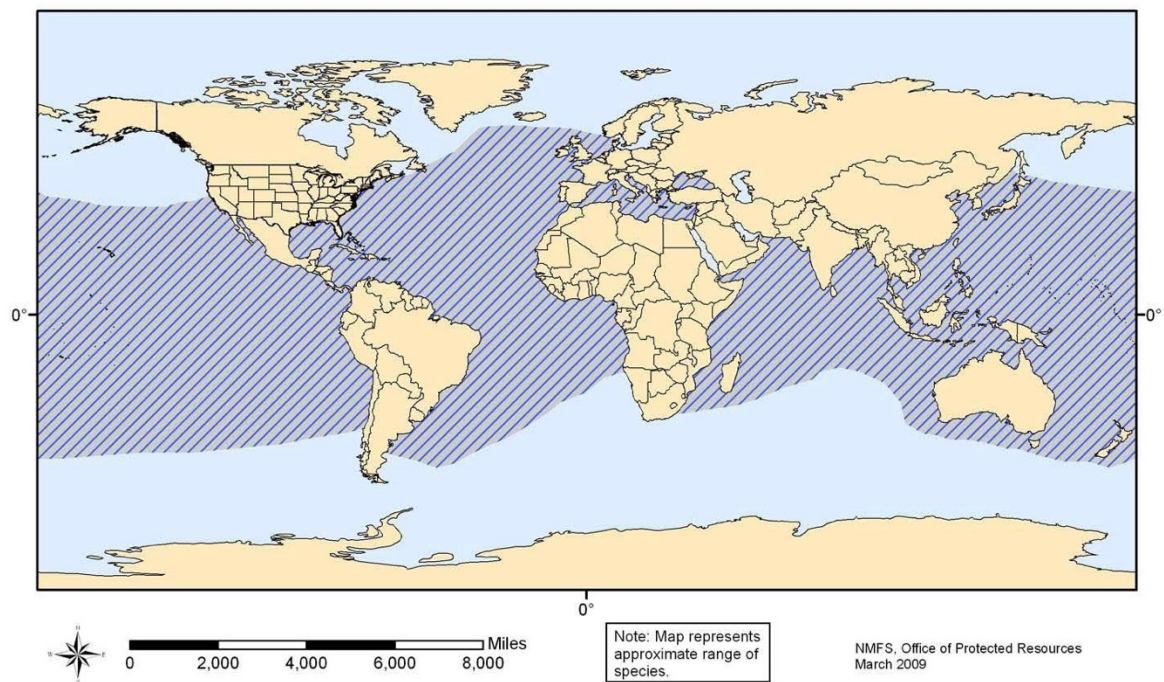 0°
0°
0°
N
W
E
S
Miles
0
2,000
4,000
6,000
8,000
Note: Map represents
approximate range of
species.
NMFS, Office of Protected Resources
March 2009